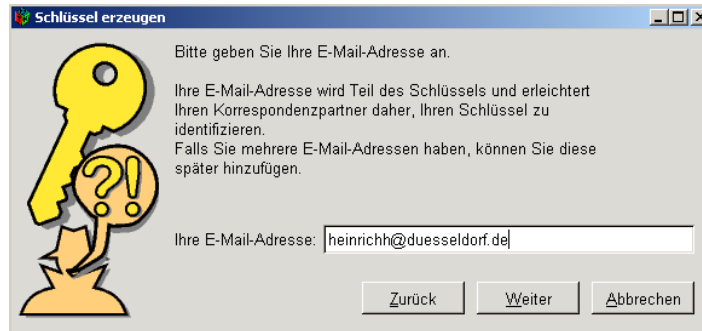 Schlüssel erzeugen
Bitte geben Sie Ihre E-Mail-Adresse an.
Ihre E-Mail-Adresse wird Teil des Schlüssels und erleichtert
Ihren Korrespondenzpartner daher, Ihren Schlüssel zu
identifizieren.
Falls Sie mehrere E-Mail-Adressen haben, können Sie diese
später hinzufügen.
?!
Ihre E-Mail-Adresse: heinrichh@duesseldorf.de
Zurück Weiter Abbrechen